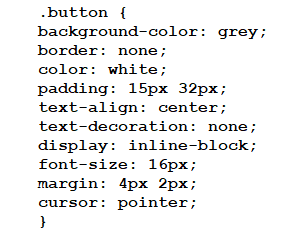 .button {
background-color: grey;
border: none;
color: white;
padding: 15px 32px;
text-align: center;
text-decoration: none;
display: inline-block;
font-size: 16px;
margin: 4px 2px;
cursor: pointer;
}